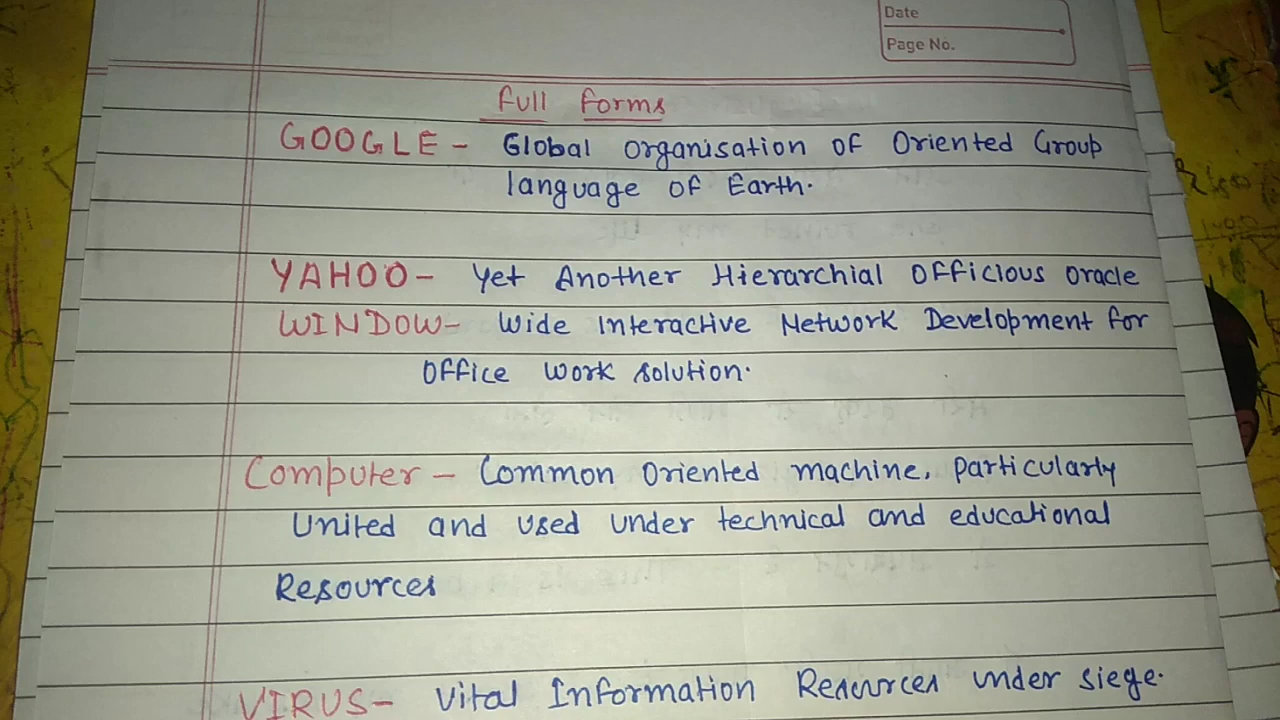 Date
Page No.
Full Forms
GOOGLE - Global organisation of Oriented Group
language of Earth.
YAHOO - Yet Another Hierarchial Officious Oracle
WINDOW - Wide Interactive Network Development for
Office Work solution.
Computer - Common Oriented machine, Particularly
United and used under technical and educational
Resources
VIRUS - Vital Information Resources under siege.